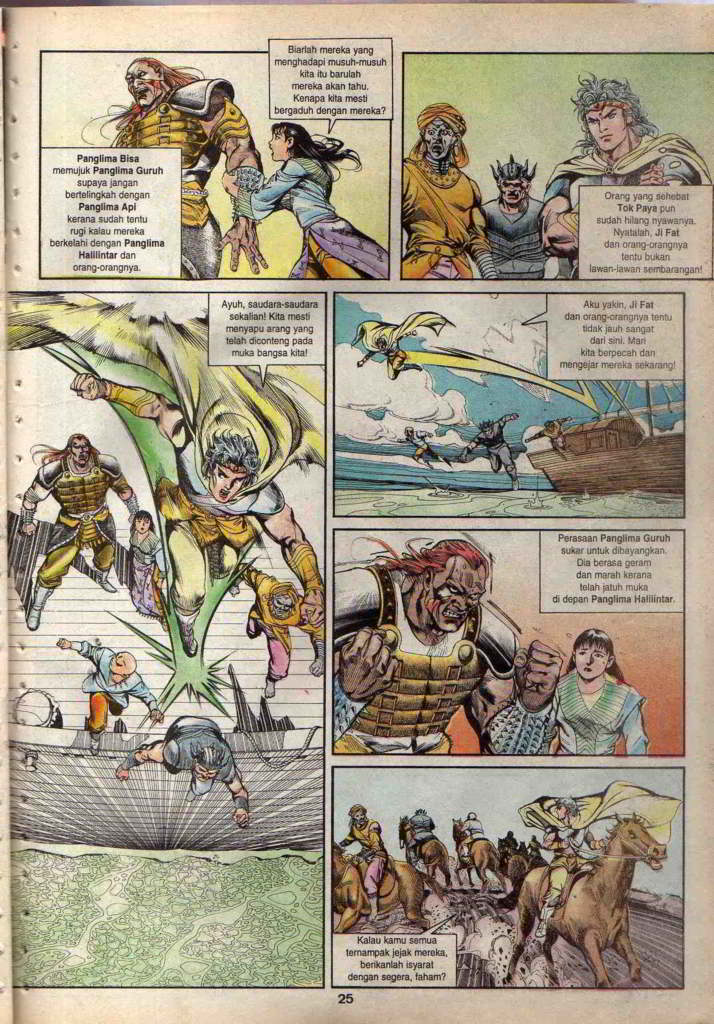 Biarlah mereka yang
menghadapi musuh-musuh
kita itu barulah
mereka akan tahu.
Kenapa kita mesti
bergaduh dengan mereka?
Panglima Bisa
memujuk Panglima Guruh
supaya jangan
bertelingkah dengan
Panglima Api
kerana sudah tentu
rugi kalau mereka
berkelahi dengan Panglima
Halilintar dan
orang-orangnya.
Orang yang sehebat
Tok Paya pun
sudah hilang nyawanya.
Nyatalah, Ji Fat
dan orang-orangnya
tentu bukan
lawan-lawan sembarangan!
Ayuh, saudara-saudara
sekalian! Kita mesti
menyapu arang yang
telah diconteng pada
muka bangsa kita!
Aku yakin, Ji Fat
dan orang-orangnya tentu
tidak jauh sangat
dari sini. Mari
kita berpecah dan
mengejar mereka sekarang!
Perasaan Panglima Guruh
sukar untuk dibayangkan.
Dia berasa geram
dan marah kerana
telah jatuh muka
di depan Panglima Halilintar.
Kalau kamu semua
ternampak jejak mereka,
berikanlah isyarat
dengan segera, faham?
25